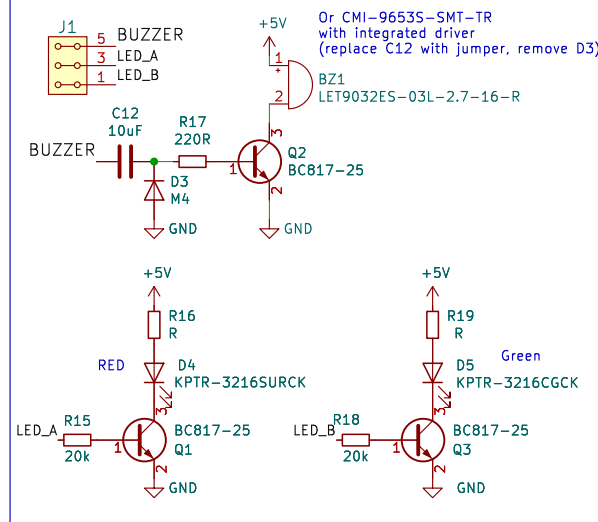 Or CMI-9653S-SMT-TR
with integrated driver
(replace C12 with jumper, remove D3)
J1
5 BUZZER
3 LED_A
1 LED_B
+5V
1
+
BZ1
2 LET9032ES-03L-2.7-16-R
C12
10uF
R17
220R
BUZZER
3
Q2
1 BC817-25
D3
M4
2
GND
GND
+5V
R16
R
RED
D4
KPTR-3216SURCK
3
LED_A R15
20k
BC817-25
1 Q1
2
GND
+5V
R19
R
Green
D5
KPTR-3216CGCK
3
LED_B R18
20k
BC817-25
1 Q3
2
GND